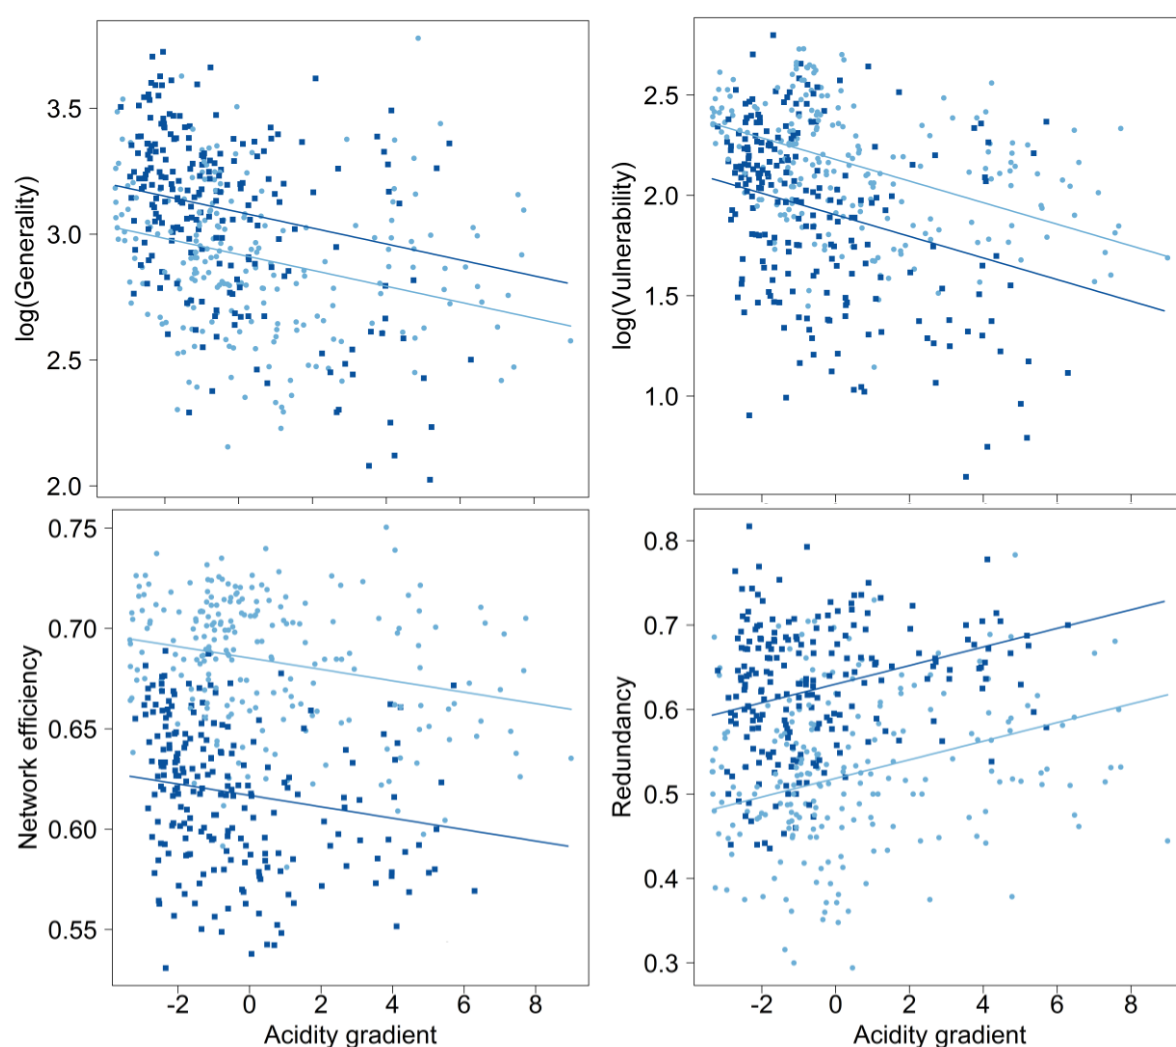 log(Generality)
3.5
3.0
2.5
2.0
log(Vulnerability)
2.5
2.0
1.5
1.0
Network efficiency
0.75
0.70
0.65
0.60
0.55
-2 0 2 4 6 8
Acidity gradient
Redundancy
0.8
0.7
0.6
0.5
0.4
0.3
-2 0 2 4 6 8
Acidity gradient